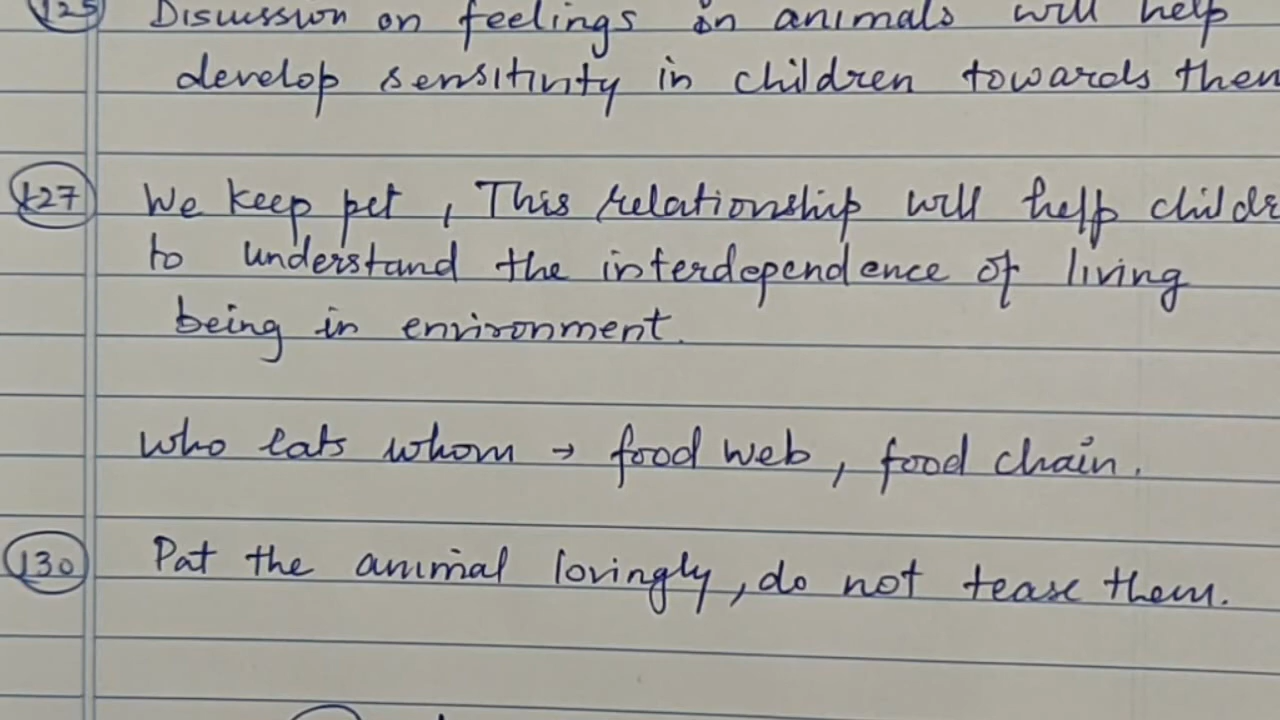 125 Discussion on feelings in animals will help
develop sensitivity in children towards them
127 We keep pet, This relationship will help childr
to understand the interdependence of living
being in environment.
who eats whom → food web, food chain.
130 Pat the animal lovingly, do not tease them.